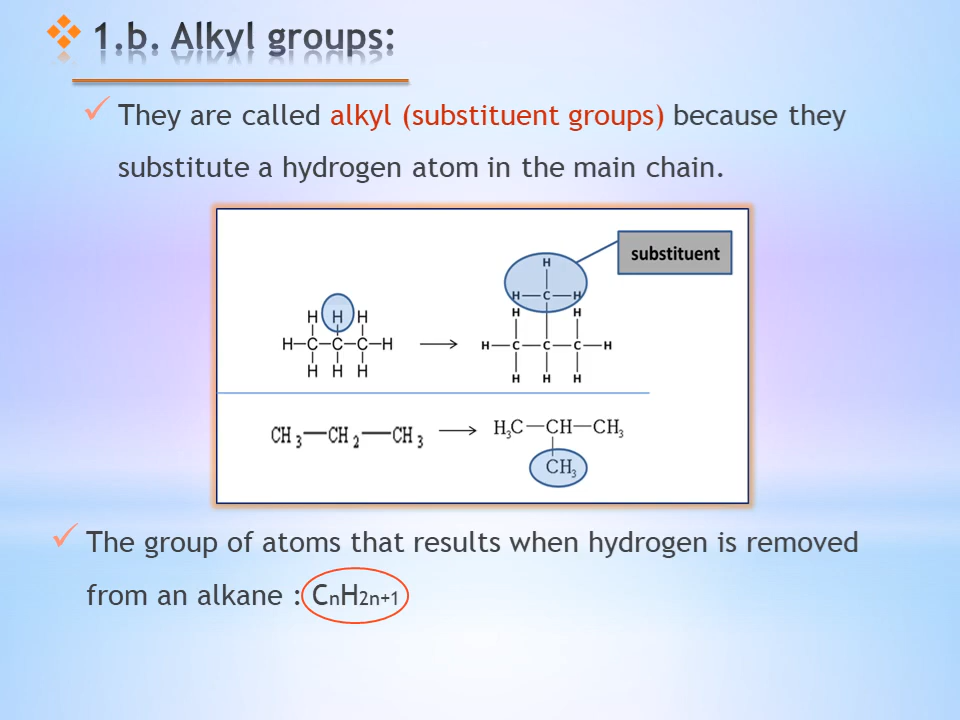 ❖ 1.b. Alkyl groups:
✓ They are called alkyl (substituent groups) because they
substitute a hydrogen atom in the main chain.
substituent
H
H—C—H
H H H
H H
H—C—C—C—H
H—C—C—C—H
H H H
H H H
CH3—CH2—CH3
H3C—CH—CH3
CH3
✓ The group of atoms that results when hydrogen is removed
from an alkane : CnH2n+1